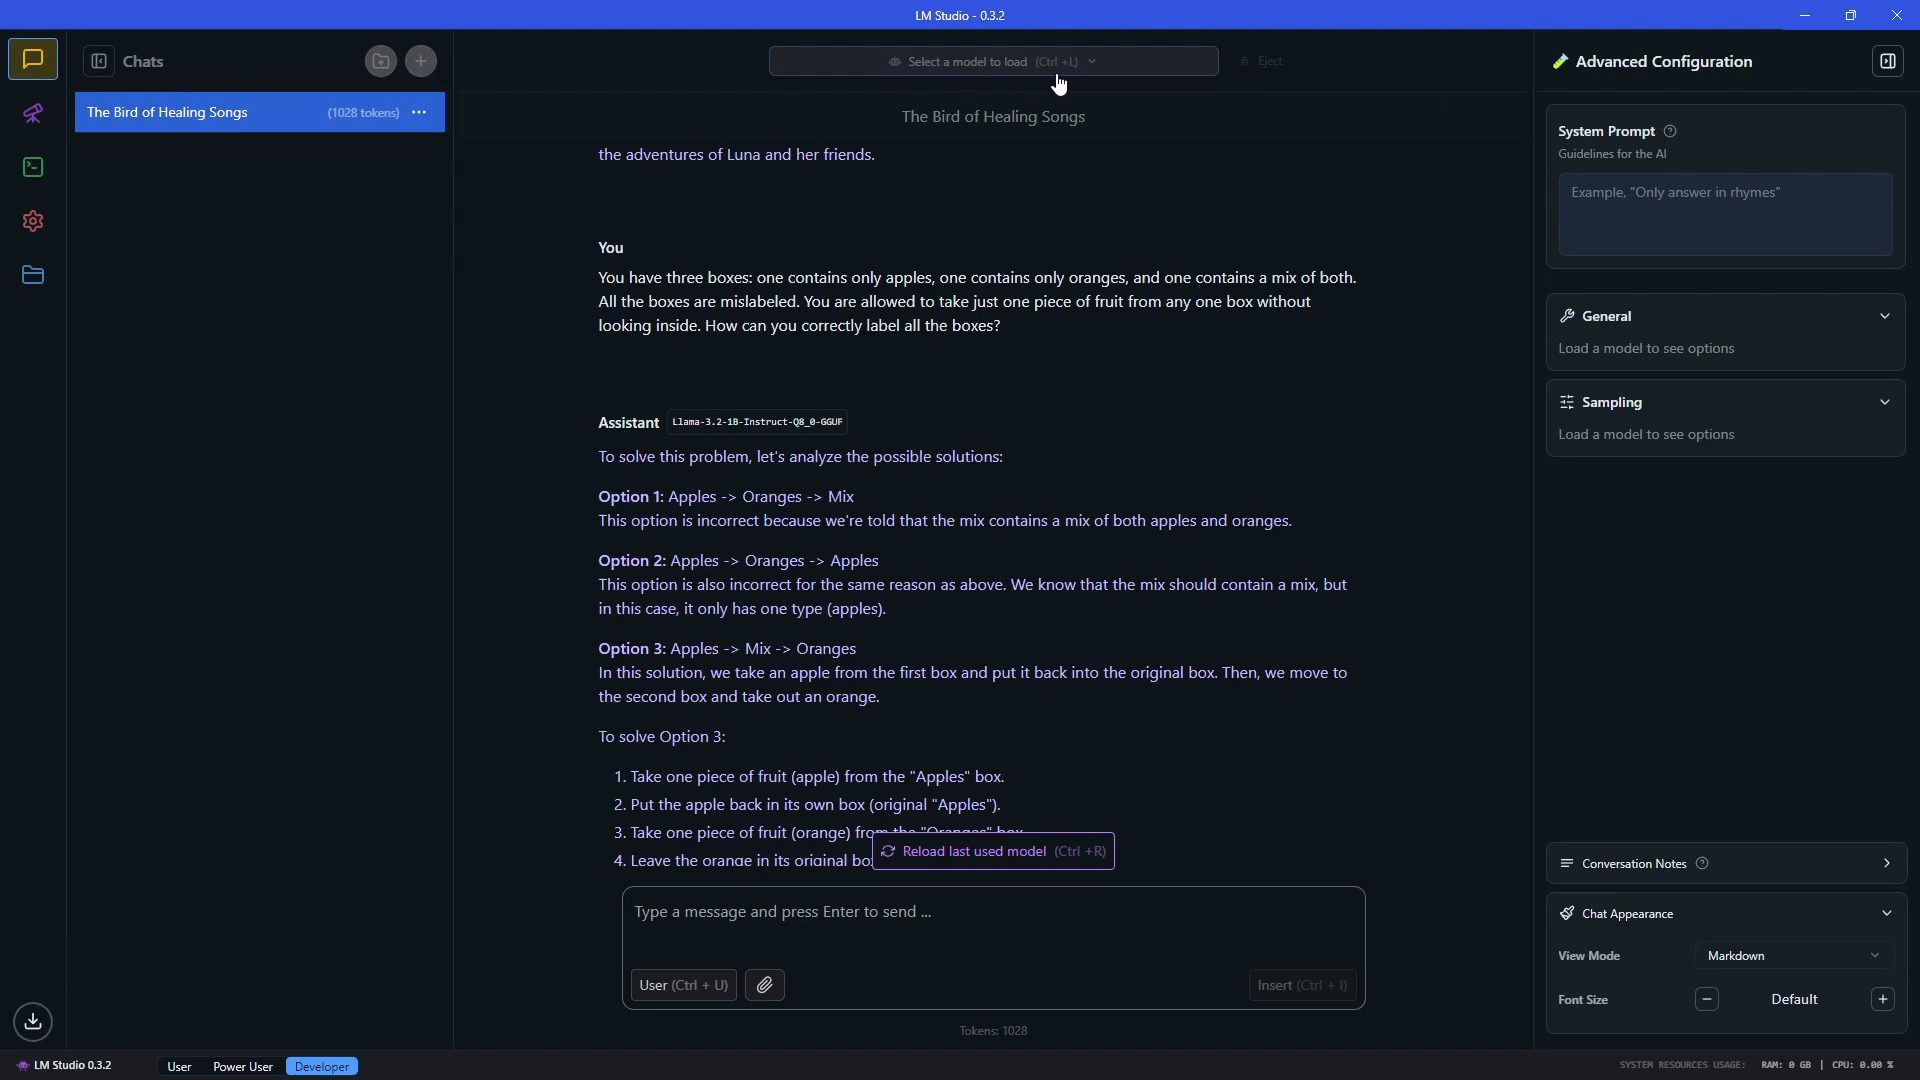 LM Studio - 0.3.2
Chats
Select a model to load (Ctrl +L)
Eject
Advanced Configuration
The Bird of Healing Songs (1028 tokens)
The Bird of Healing Songs
the adventures of Luna and her friends.
You
You have three boxes: one contains only apples, one contains only oranges, and one contains a mix of both.
All the boxes are mislabeled. You are allowed to take just one piece of fruit from any one box without
looking inside. How can you correctly label all the boxes?
Assistant Llama-3.2-1B-Instruct-Q8_0-GGUF
To solve this problem, let's analyze the possible solutions:
Option 1: Apples -> Oranges -> Mix
This option is incorrect because we're told that the mix contains a mix of both apples and oranges.
Option 2: Apples -> Oranges -> Apples
This option is also incorrect for the same reason as above. We know that the mix should contain a mix, but
in this case, it only has one type (apples).
Option 3: Apples -> Mix -> Oranges
In this solution, we take an apple from the first box and put it back into the original box. Then, we move to
the second box and take out an orange.
To solve Option 3:
1. Take one piece of fruit (apple) from the "Apples" box.
2. Put the apple back in its own box (original "Apples").
3. Take one piece of fruit (orange) from the "Oranges" box
4. Leave the orange in its original box
Reload last used model (Ctrl +R)
Type a message and press Enter to send ...
User (Ctrl + U)
Insert (Ctrl + I)
Tokens: 1028
System Prompt
Guidelines for the AI
Example, "Only answer in rhymes"
General
Load a model to see options
Sampling
Load a model to see options
Conversation Notes
Chat Appearance
View Mode Markdown
Font Size - Default +
LM Studio 0.3.2
User Power User Developer
SYSTEM RESOURCES USAGE: RAM: 0 GB | CPU: 0.00 %